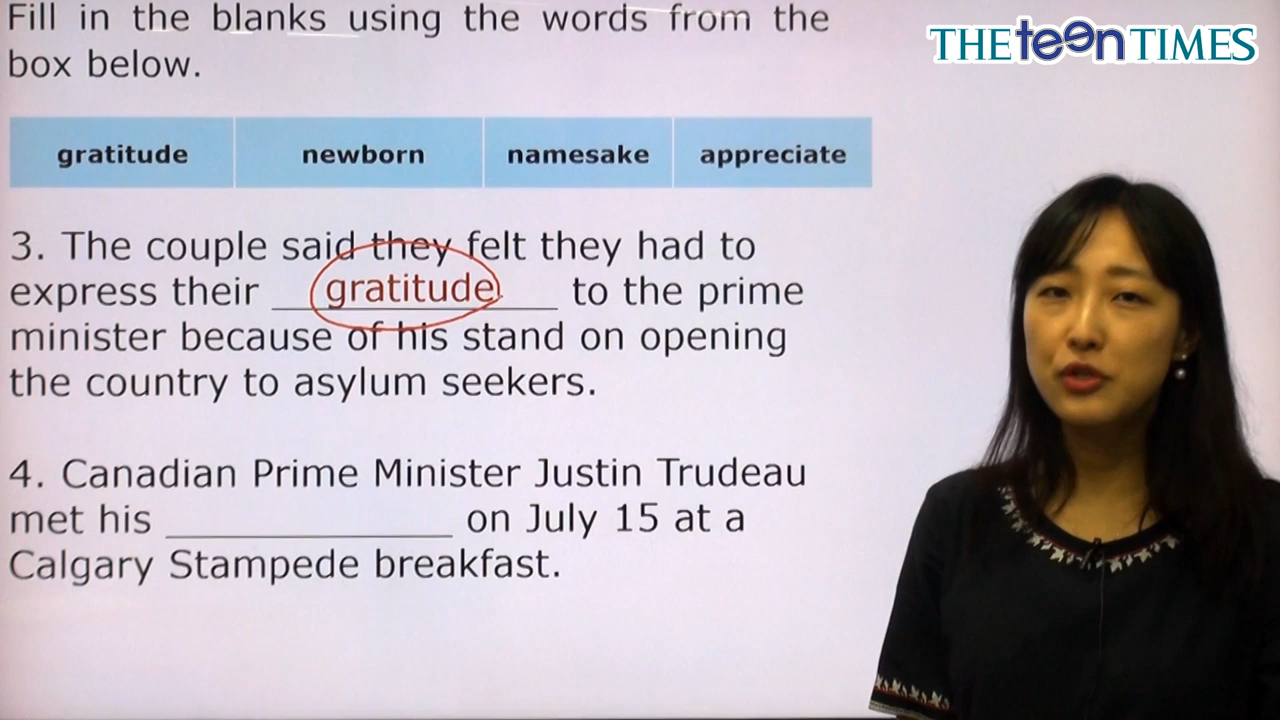 Fill in the blanks using the words from the
box below.
THE teen TIMES
gratitude newborn namesake appreciate
3. The couple said they felt they had to
express their gratitude to the prime
minister because of his stand on opening
the country to asylum seekers.
4. Canadian Prime Minister Justin Trudeau
met his ____________ on July 15 at a
Calgary Stampede breakfast.